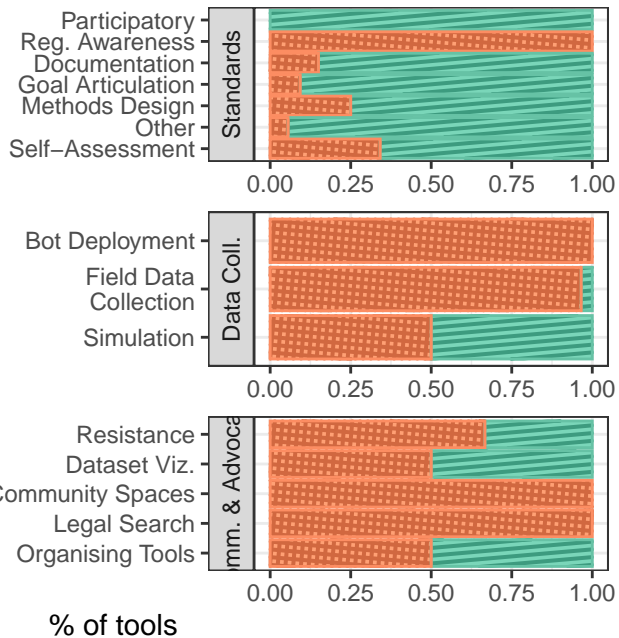 Participatory
Reg. Awareness
Documentation
Goal Articulation
Methods Design
Other
Self−Assessment
Standards
0.00 0.25 0.50 0.75 1.00
Bot Deployment
Field Data
Collection
Simulation
Data Coll.
0.00 0.25 0.50 0.75 1.00
Resistance
Dataset Viz.
Community Spaces
Legal Search
Organising Tools
omm. & Advoca
0.00 0.25 0.50 0.75 1.00
% of tools